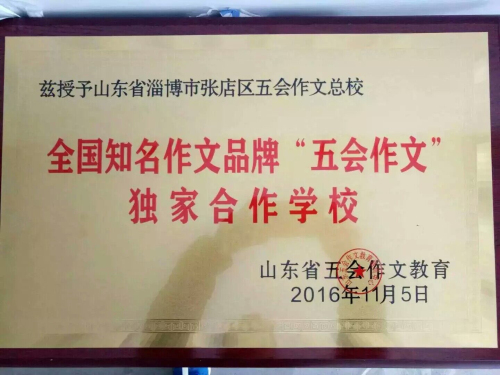 兹授予山东省淄博市张店区五会作文总校
全国知名作文品牌“五会作文”
独家合作学校
山东省五会作文教育
2016年11月5日